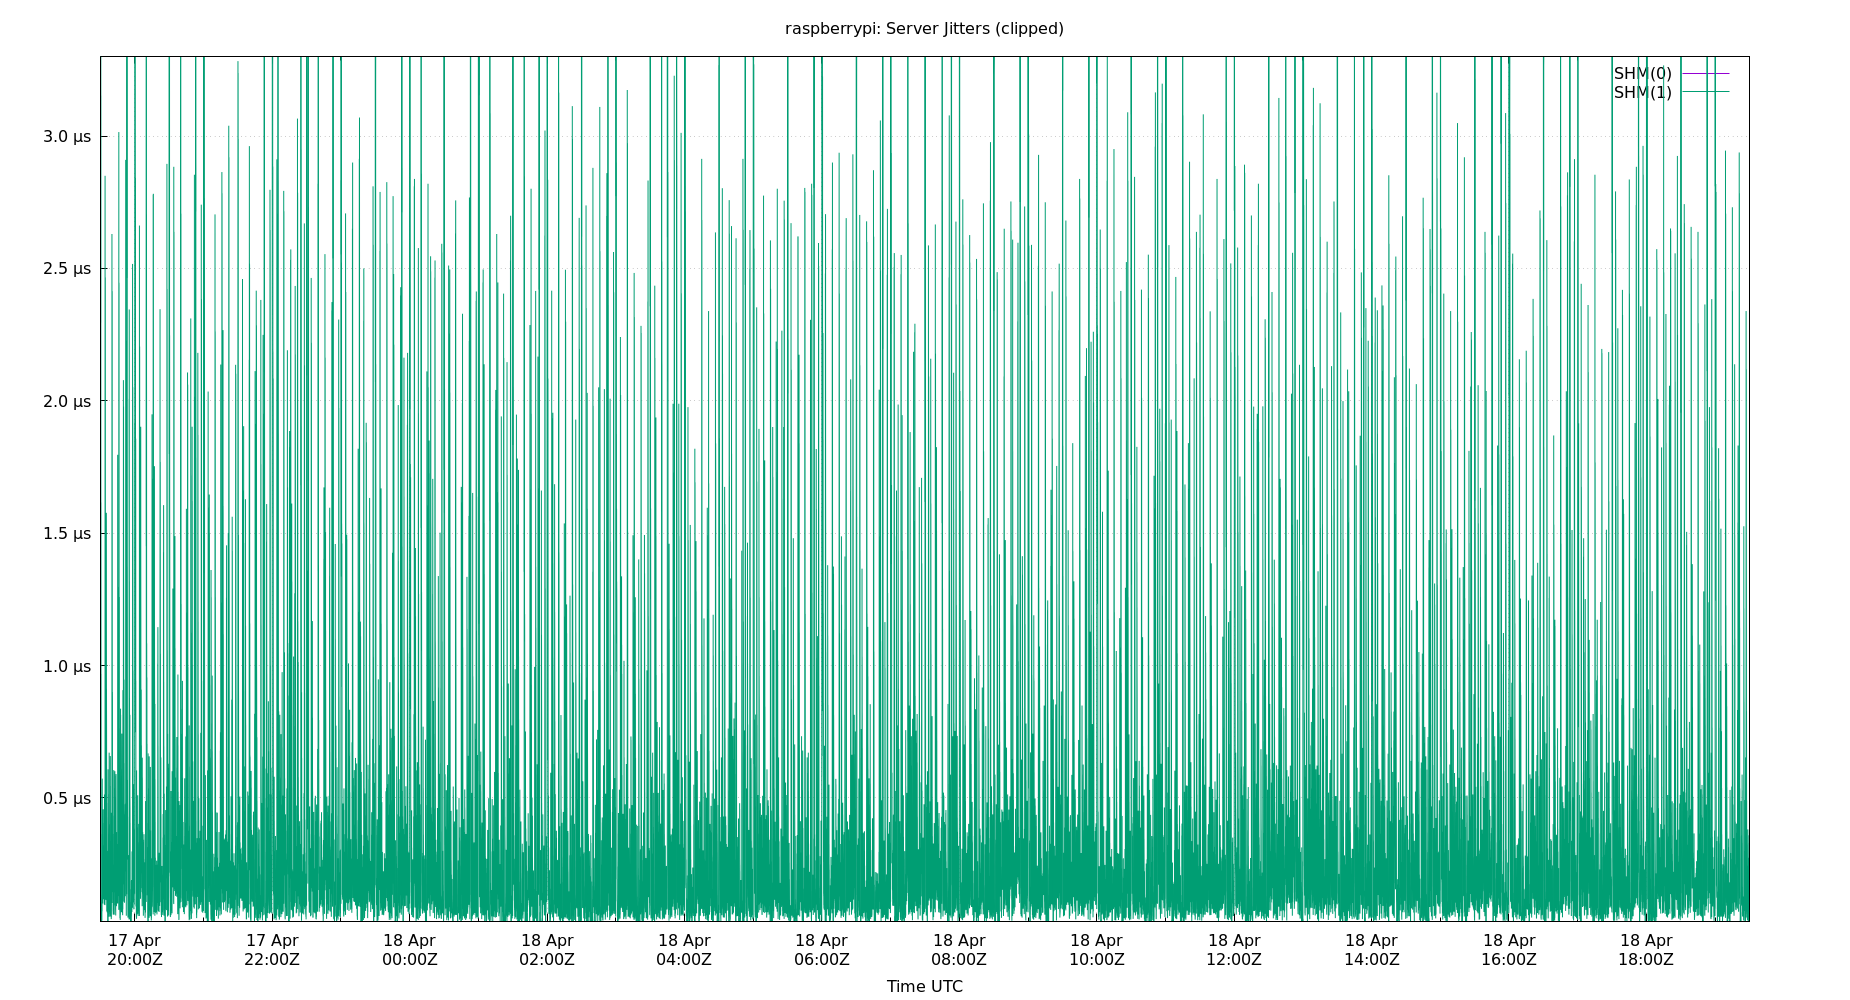 raspberrypi: Server Jitters (clipped)
SHM(0)
SHM(1)
3.0 µs
2.5 µs
2.0 µs
1.5 µs
1.0 µs
0.5 µs
17 Apr 17 Apr 18 Apr 18 Apr 18 Apr 18 Apr 18 Apr 18 Apr 18 Apr 18 Apr 18 Apr 18 Apr
20:00Z 22:00Z 00:00Z 02:00Z 04:00Z 06:00Z 08:00Z 10:00Z 12:00Z 14:00Z 16:00Z 18:00Z
Time UTC